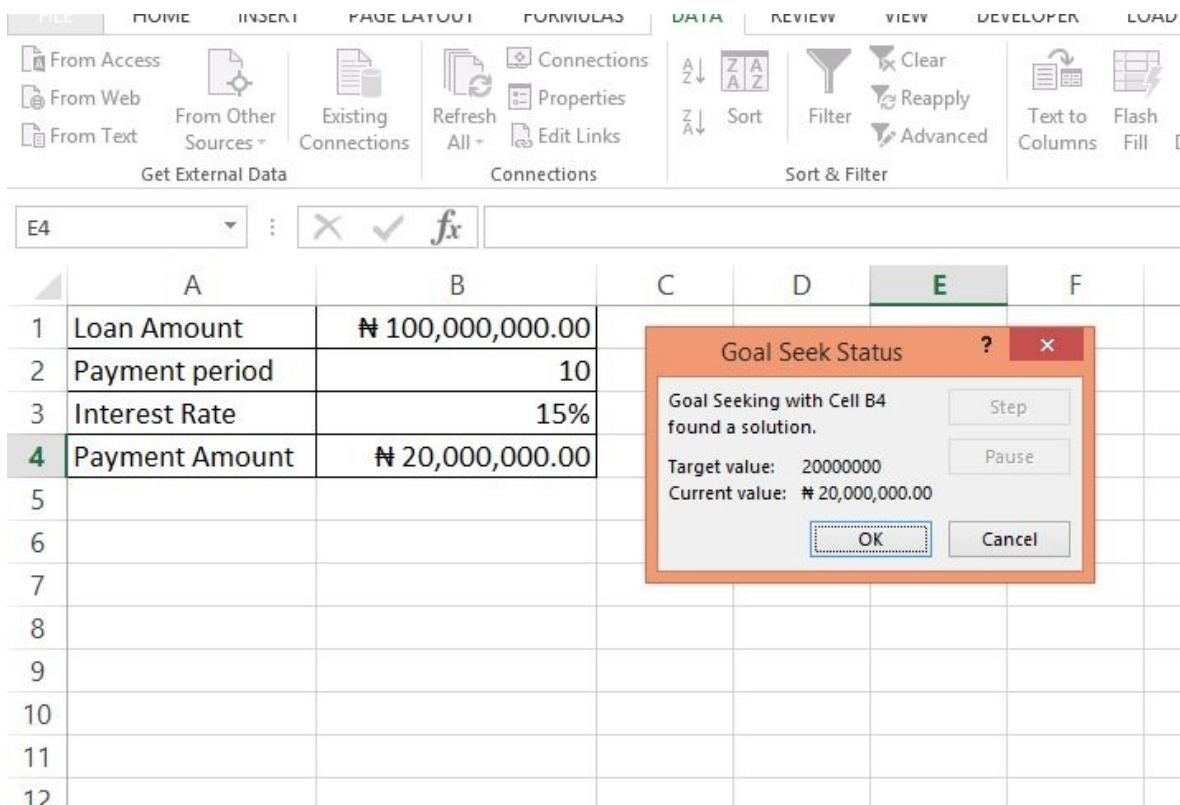 FILE HOME INSERT PAGE LAYOUT FORMULAS DATA REVIEW VIEW DEVELOPER LOAD
From Access
From Web
From Text
From Other
Sources
Get External Data
Existing
Connections
Refresh
All
Connections
Properties
Edit Links
Connections
A
Z
Z
A
Z A
A Z
Sort
Filter
Clear
Reapply
Advanced
Sort & Filter
Text to
Columns
Flash
Fill
E4
fx
A B C D E F
1 Loan Amount ₦ 100,000,000.00
2 Payment period 10
3 Interest Rate 15%
4 Payment Amount ₦ 20,000,000.00
5
6
7
8
9
10
11
12
Goal Seek Status ? ×
Goal Seeking with Cell B4
found a solution.
Target value: 20000000
Current value: ₦ 20,000,000.00
Step
Pause
OK
Cancel